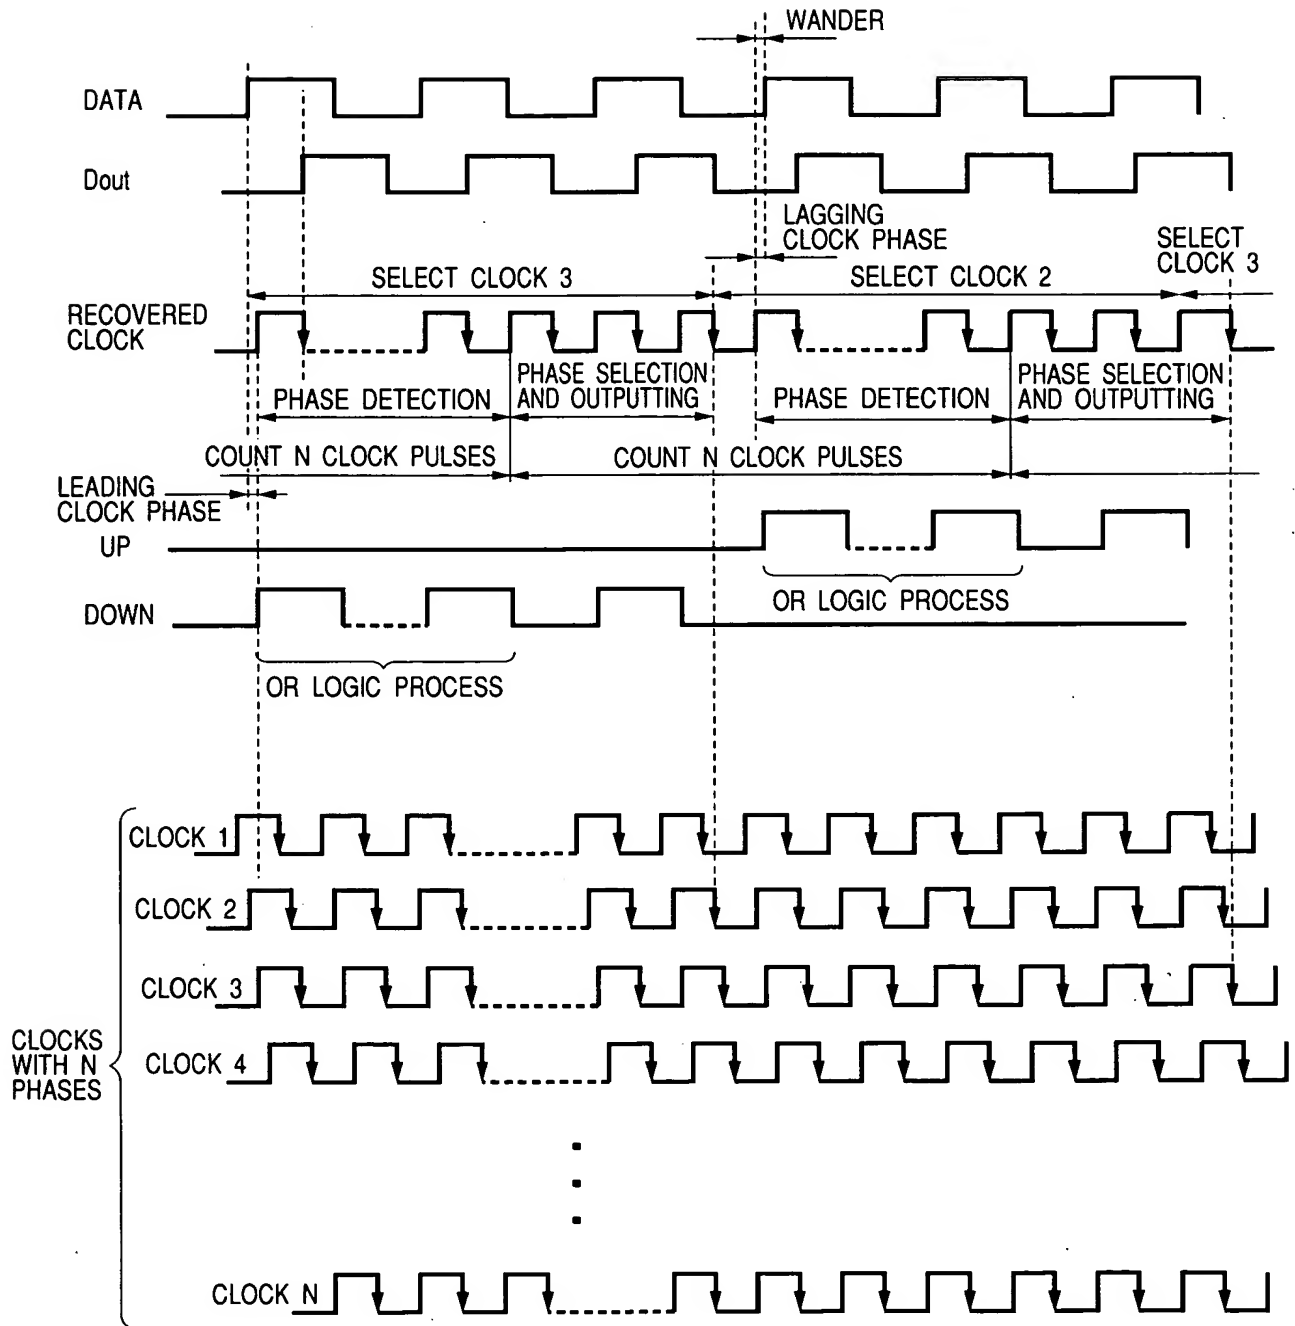 WANDER
DATA
Dout
LAGGING
CLOCK PHASE
SELECT
CLOCK 3
SELECT CLOCK 3
SELECT CLOCK 2
RECOVERED
CLOCK
PHASE DETECTION
PHASE SELECTION
AND OUTPUTTING
PHASE DETECTION
PHASE SELECTION
AND OUTPUTTING
COUNT N CLOCK PULSES
COUNT N CLOCK PULSES
LEADING
CLOCK PHASE
UP
OR LOGIC PROCESS
DOWN
OR LOGIC PROCESS
CLOCKS
WITH N
PHASES
CLOCK 1
CLOCK 2
CLOCK 3
CLOCK 4
CLOCK N